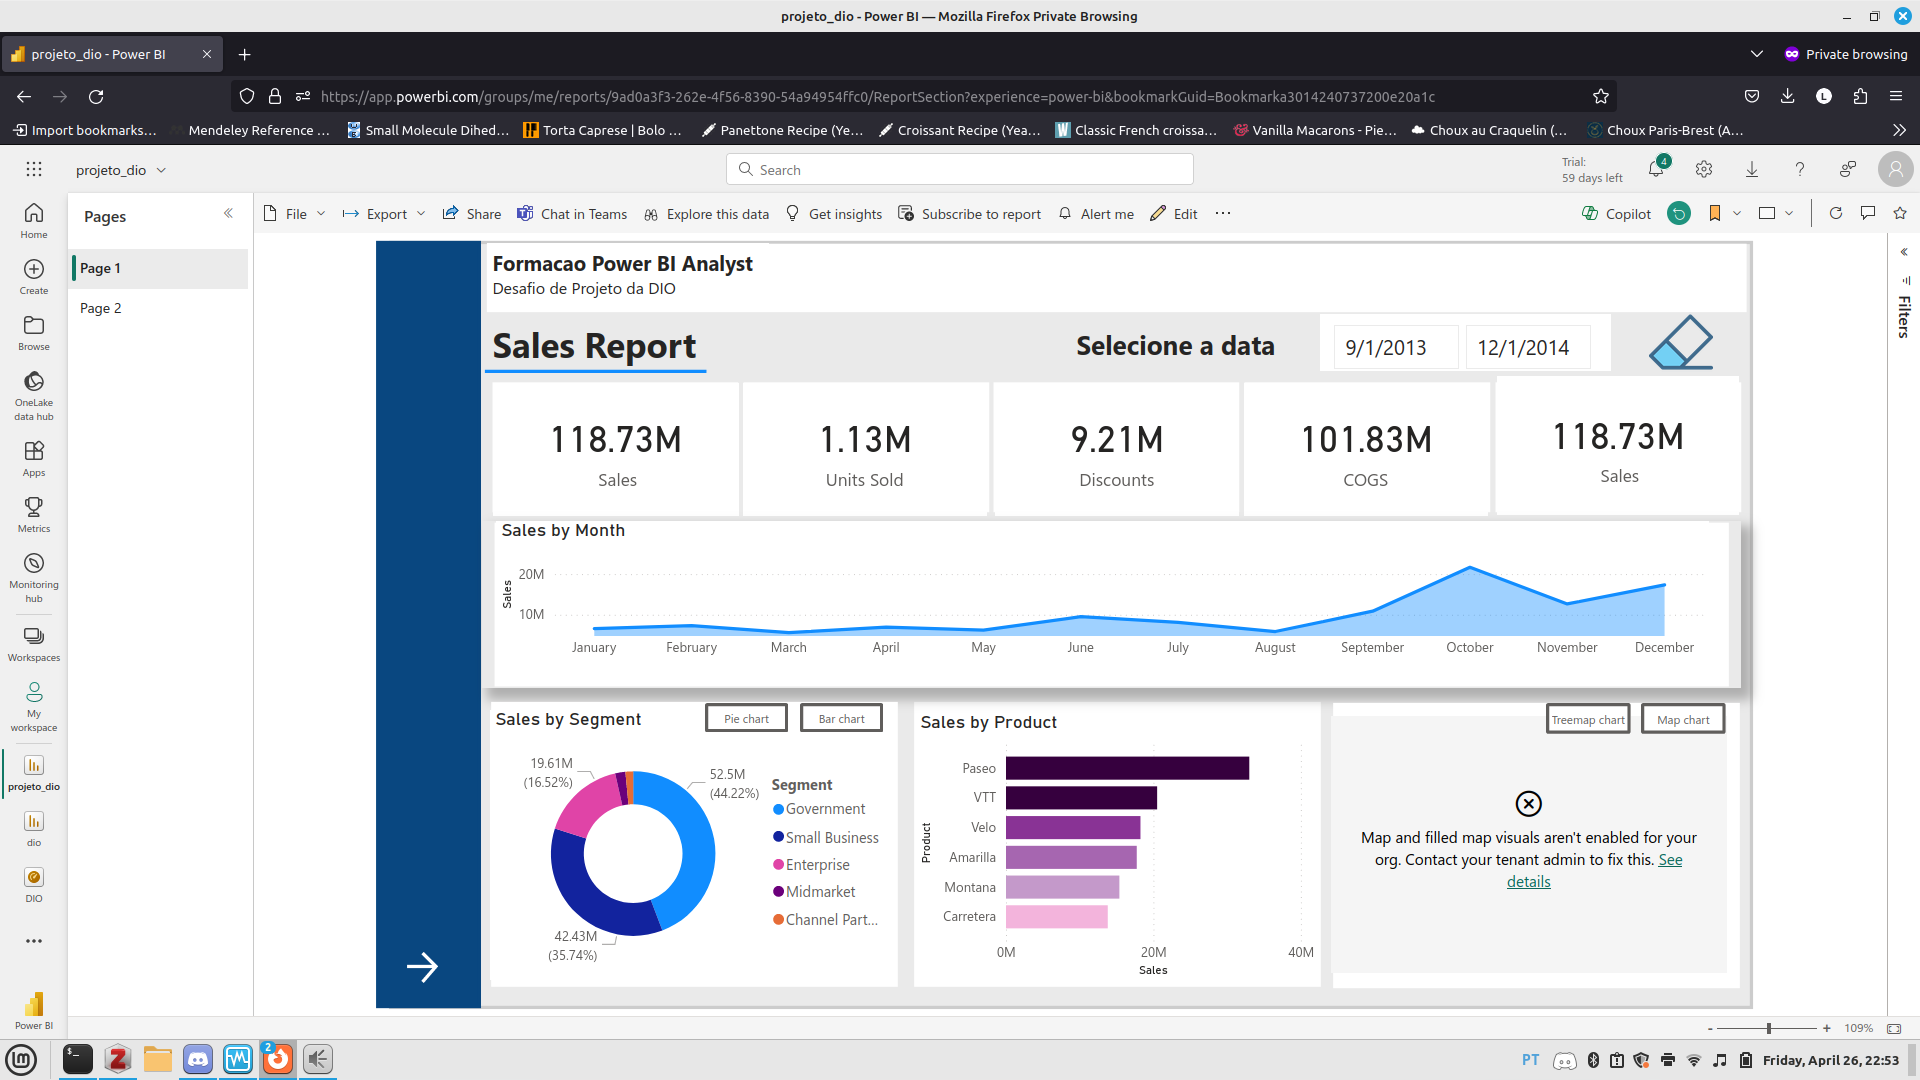 projeto_dio - Power BI — Mozilla Firefox Private Browsing
projeto_dio - Power BI
Private browsing
https://app.powerbi.com/groups/me/reports/9ad0a3f3-262e-4f56-8390-54a94954ffc0/ReportSection?experience=power-bi&bookmarkGuid=Bookmarka3014240737200e20a1c
L
Import bookmarks...
Mendeley Reference ...
Small Molecule Dihed...
Torta Caprese | Bolo ...
Panettone Recipe (Ye...
Croissant Recipe (Yea...
Classic French croissa...
Vanilla Macarons - Pie...
Choux au Craquelin (...
Choux Paris-Brest (A...
projeto_dio
Search
Trial:
59 days left
4
Home
Create
Browse
OneLake
data hub
Apps
Metrics
Monitoring
hub
Workspaces
My
workspace
projeto_dio
dio
DIO
Power BI
Pages
Page 1
Page 2
File
Export
Share
Chat in Teams
Explore this data
Get insights
Subscribe to report
Alert me
Edit
Copilot
Filters
Formacao Power BI Analyst
Desafio de Projeto da DIO
Sales Report
Selecione a data
9/1/2013
12/1/2014
118.73M
Sales
1.13M
Units Sold
9.21M
Discounts
101.83M
COGS
118.73M
Sales
Sales by Month
Sales
20M
10M
January
February
March
April
May
June
July
August
September
October
November
December
Sales by Segment
Pie chart
Bar chart
19.61M
(16.52%)
52.5M
(44.22%)
42.43M
(35.74%)
Segment
Government
Small Business
Enterprise
Midmarket
Channel Part...
Sales by Product
Product
Paseo
VTT
Velo
Amarilla
Montana
Carretera
0M
20M
40M
Sales
Treemap chart
Map chart
Map and filled map visuals aren't enabled for your
org. Contact your tenant admin to fix this. See
details
- + 109%
2
PT
Friday, April 26, 22:53